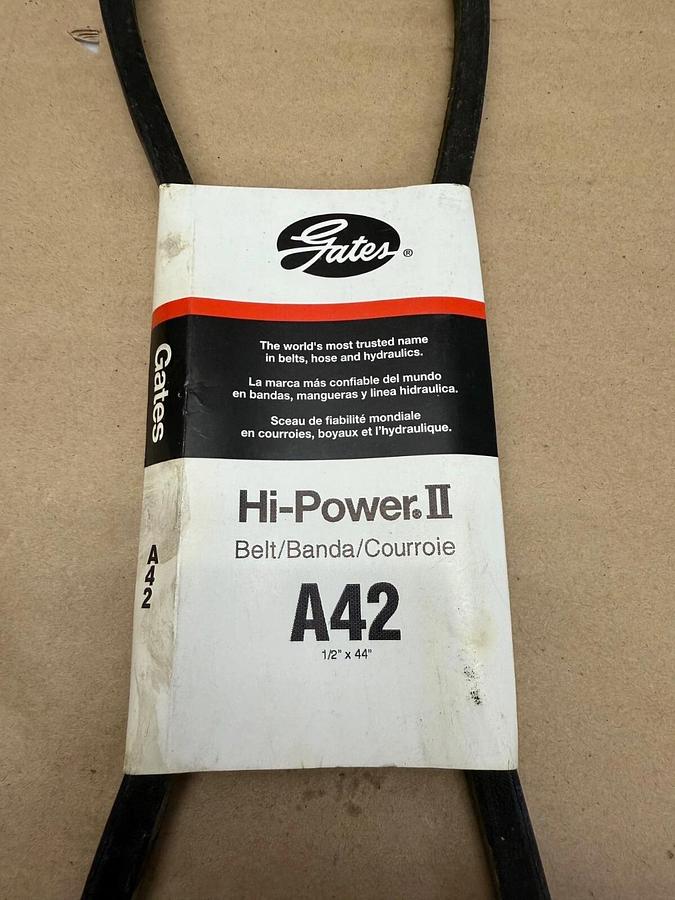 Gates®
The world's most trusted name
in belts, hose and hydraulics.
La marca más confiable del mundo
en bandas, mangueras y linea hidraulica.
Sceau de fiabilité mondiale
en courroies, boyaux et l'hydraulique.
Gates
Hi-Power® II
Belt/Banda/Courroie
A42
1/2" x 44"
A42